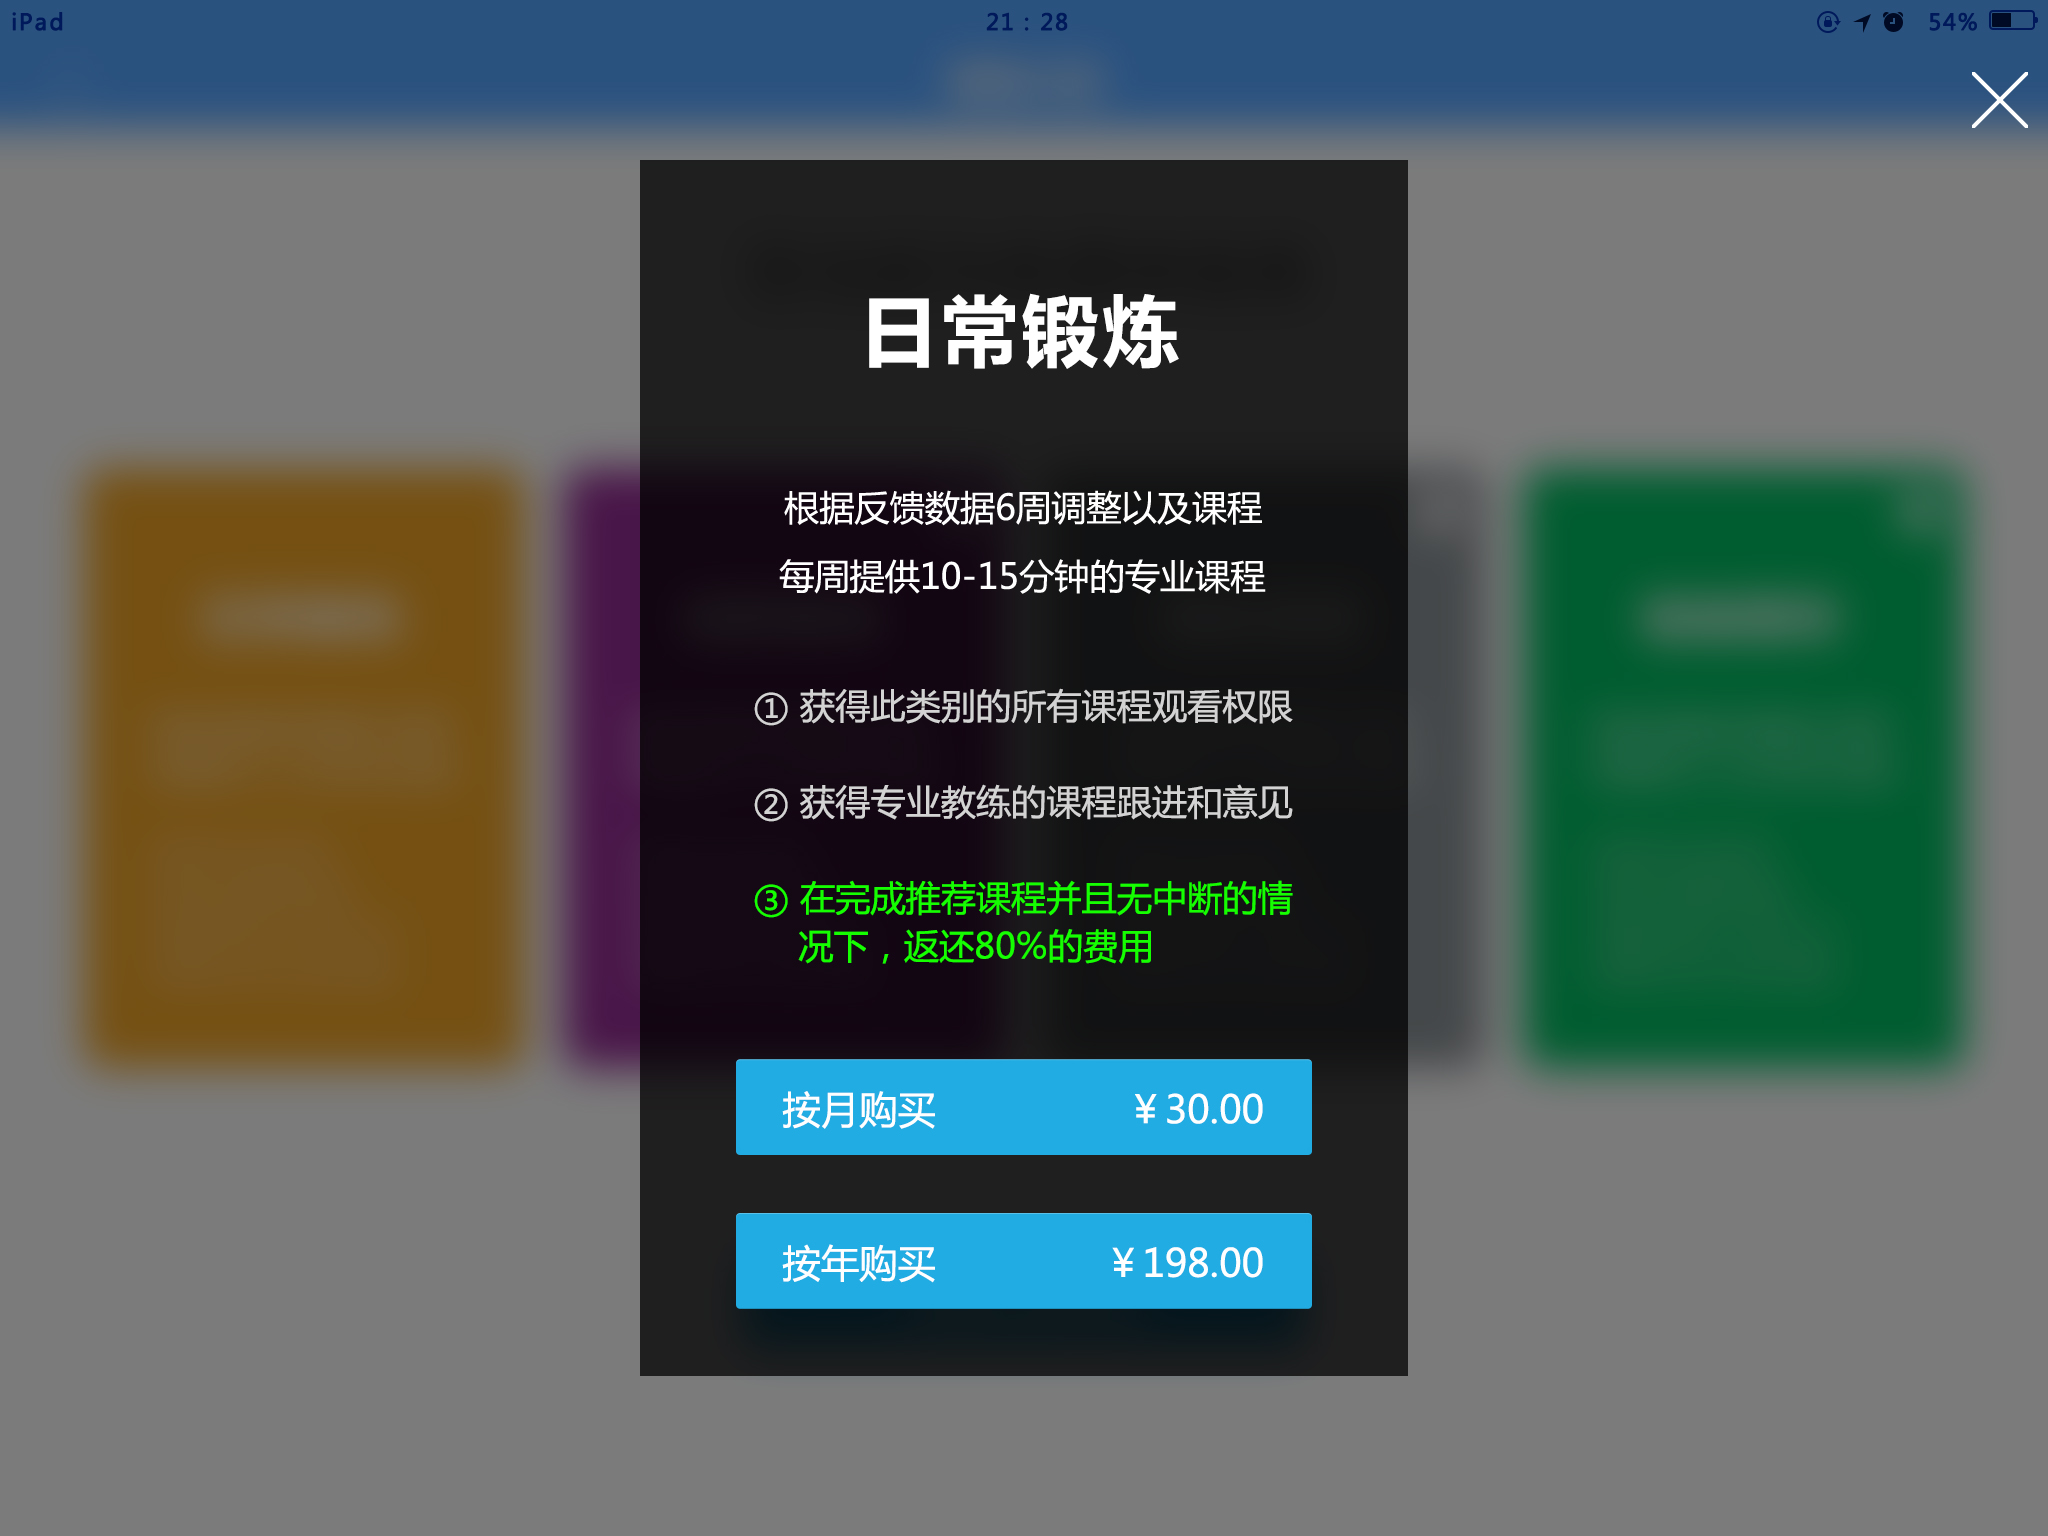 iPad
21 : 28
54%
日常锻炼
根据反馈数据6周调整以及课程
每周提供10-15分钟的专业课程
① 获得此类别的所有课程观看权限
② 获得专业教练的课程跟进和意见
③ 在完成推荐课程并且无中断的情
况下，返还80%的费用
按月购买 ¥ 30.00
按年购买 ¥ 198.00